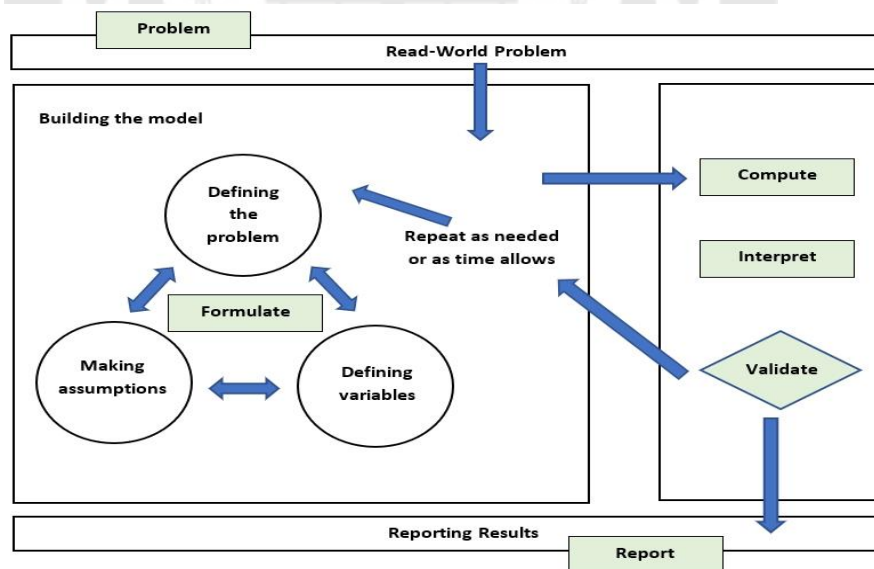 Problem
Read-World Problem
Building the model
Defining
the
problem
Repeat as needed
or as time allows
Formulate
Making
assumptions
Defining
variables
Compute
Interpret
Validate
Reporting Results
Report